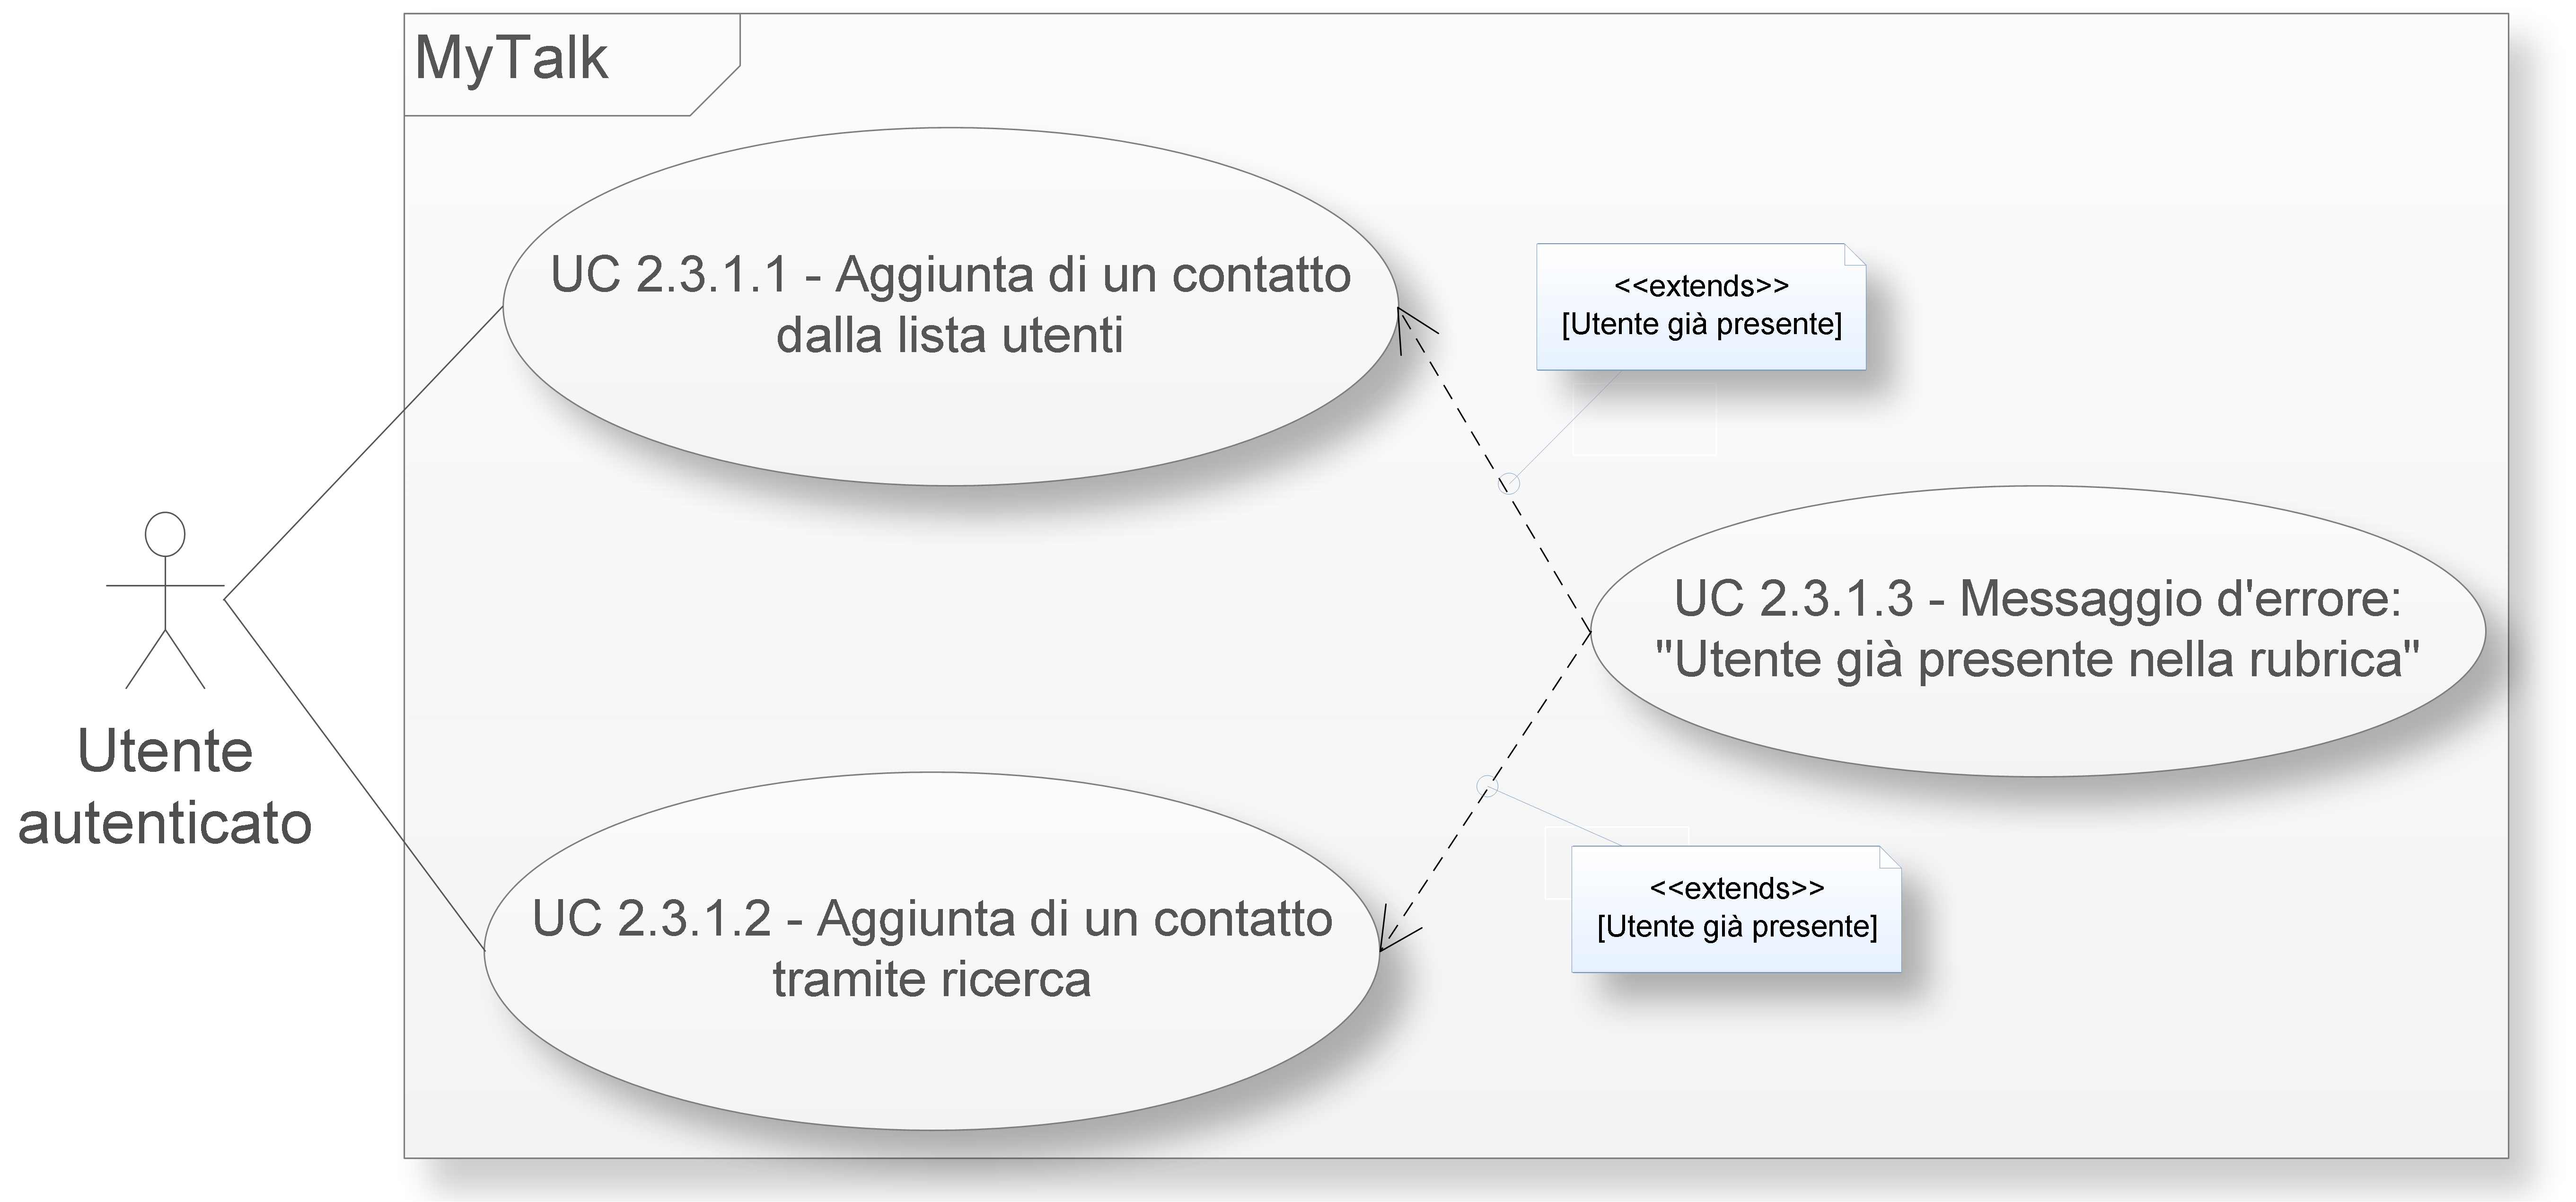 MyTalk
UC 2.3.1.1 - Aggiunta di un contatto
dalla lista utenti
<<extends>>
[Utente già presente]
UC 2.3.1.3 - Messaggio d'errore:
"Utente già presente nella rubrica"
Utente
autenticato
UC 2.3.1.2 - Aggiunta di un contatto
tramite ricerca
<<extends>>
[Utente già presente]